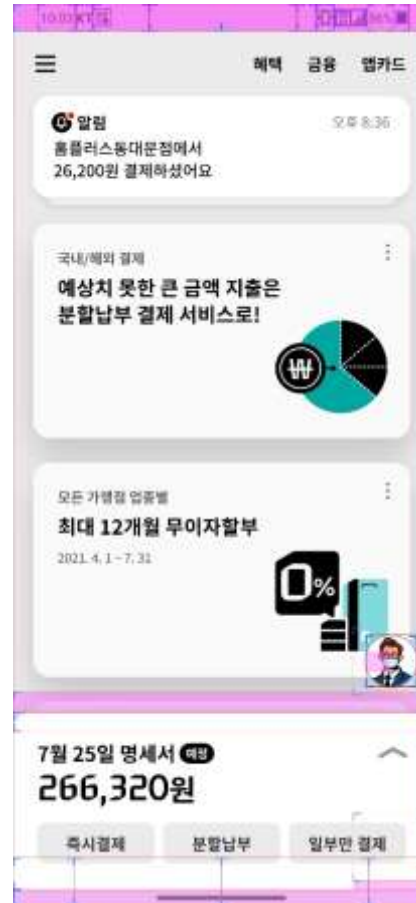 10:03 KT
혜택 금융 앱카드
알림 오후 8:36
홈플러스동대문점에서
26,200원 결제하셨어요
국내/해외 결제
예상치 못한 큰 금액 지출은
분할납부 결제 서비스로!
모든 가맹점 업종별
최대 12개월 무이자할부
2021. 4. 1 ~ 7. 31
0%
7월 25일 명세서 예정
266,320원
즉시결제 분할납부 일부만 결제